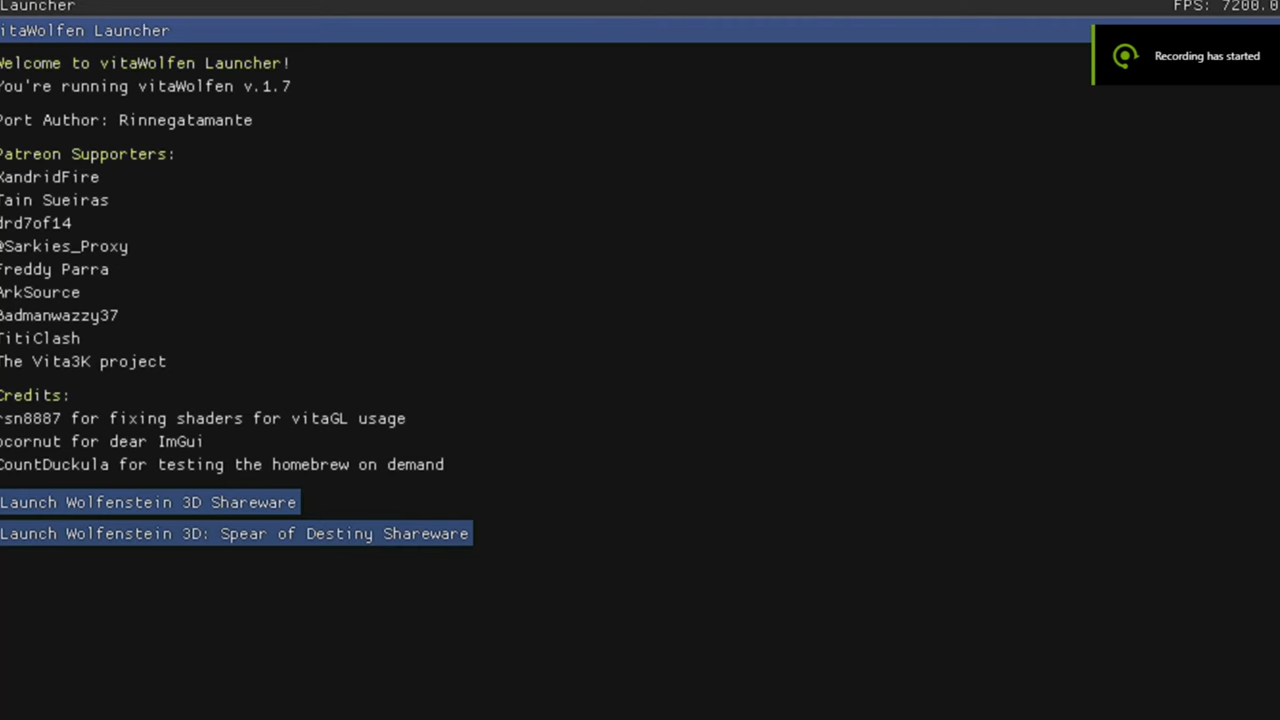 Launcher
FPS: 7200.0
itaWolfen Launcher
Recording has started
Welcome to vitaWolfen Launcher!
You're running vitaWolfen v.1.7
Port Author: Rinnegatamante
Patreon Supporters:
XandridFire
Tain Sueiras
drd7of14
@Sarkies_Proxy
Freddy Parra
ArkSource
Badmanwazzy37
TitiClash
The Vita3K project
Credits:
rsn8887 for fixing shaders for vitaGL usage
ocornut for dear ImGui
CountDuckula for testing the homebrew on demand
Launch Wolfenstein 3D Shareware
Launch Wolfenstein 3D: Spear of Destiny Shareware